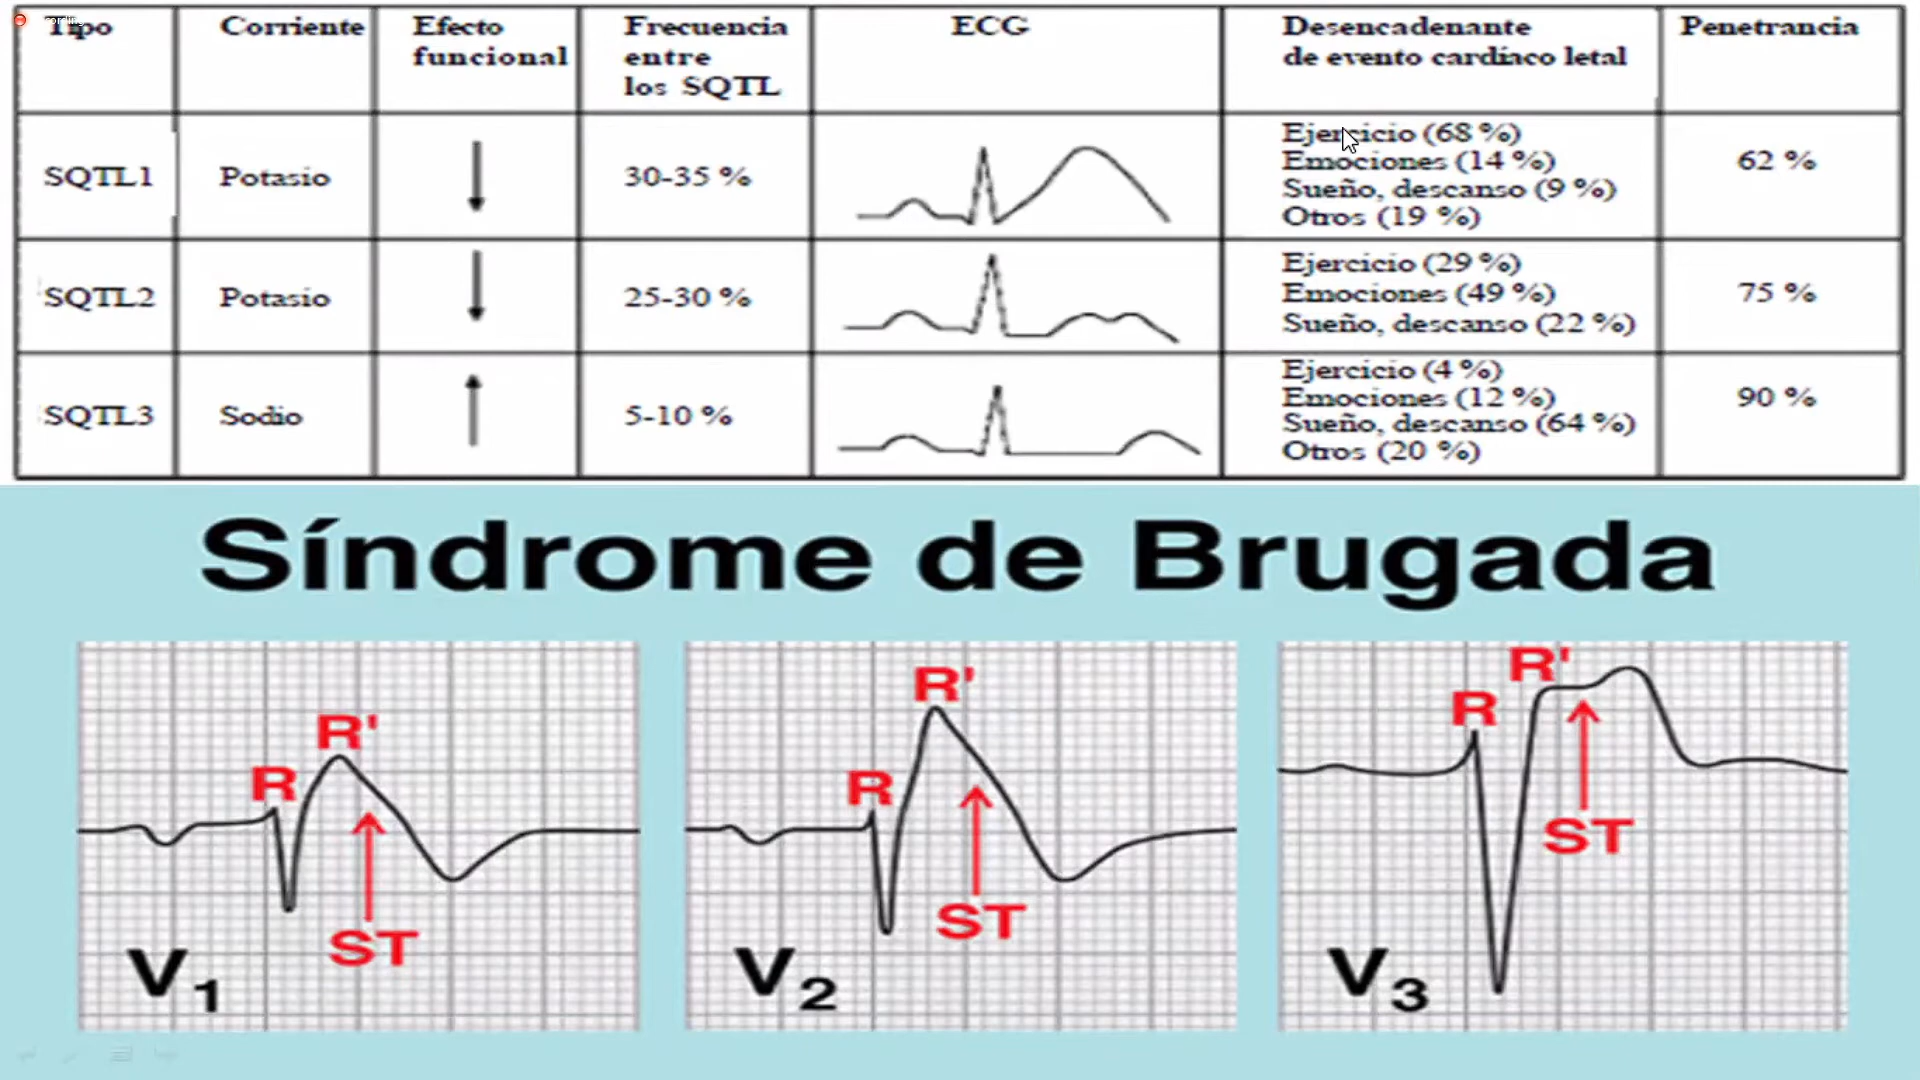 Tipo
Corriente
Efecto
funcional
Frecuencia
entre
los SQTL
ECG
Desencadenante
de evento cardíaco letal
Penetrancia
SQTL1
Potasio
30-35 %
Ejercicio (68 %)
Emociones (14 %)
Sueño, descanso (9 %)
Otros (19 %)
62 %
SQTL2
Potasio
25-30 %
Ejercicio (29 %)
Emociones (49 %)
Sueño, descanso (22 %)
75 %
SQTL3
Sodio
5-10 %
Ejercicio (4 %)
Emociones (12 %)
Sueño, descanso (64 %)
Otros (20 %)
90 %
Síndrome de Brugada
R
R'
ST
V1
R
R'
ST
V2
R
R'
ST
V3